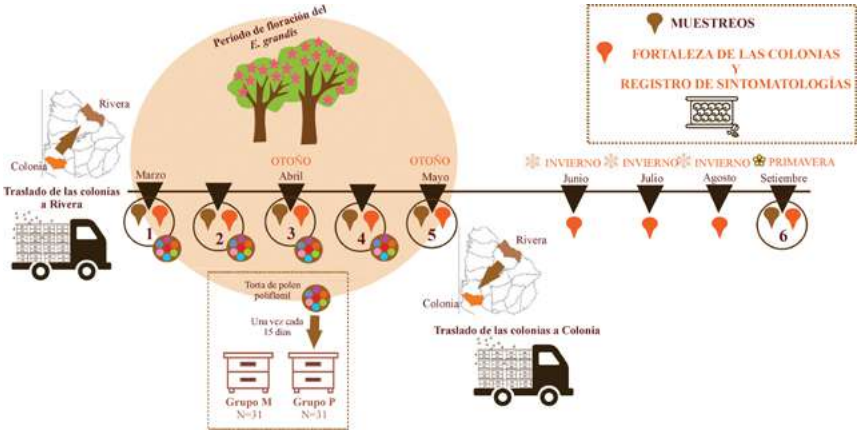 Período de floración del
E. grandis
MUESTREOS
FORTALEZA DE LAS COLONIAS
Y
REGISTRO DE SINTOMATOLOGÍAS
Rivera
Colonia
Traslado de las colonias
a Rivera
OTOÑO
OTOÑO
INVIERNO
INVIERNO
INVIERNO
PRIMAVERA
Marzo
Abril
Mayo
Junio
Julio
Agosto
Setiembre
1
2
3
4
5
6
Torta de polen
polifloral
Una vez cada
15 días
Grupo M
N=31
Grupo P
N=31
Rivera
Colonia
Traslado de las colonias a Colonia